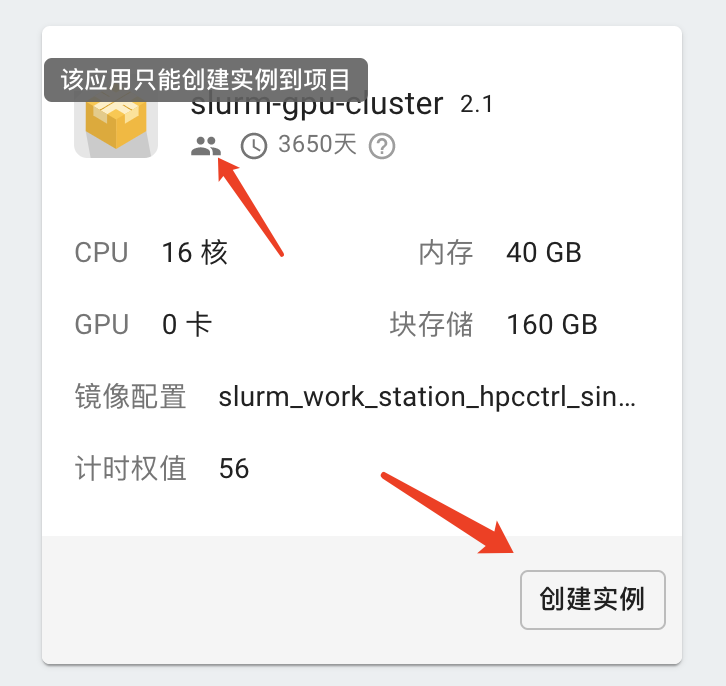 该应用只能创建实例到项目
slurm-gpu-cluster 2.1
3650天 ?
CPU 16 核 内存 40 GB
GPU 0 卡 块存储 160 GB
镜像配置 slurm_work_station_hpcctrl_sin...
计时权值 56
创建实例